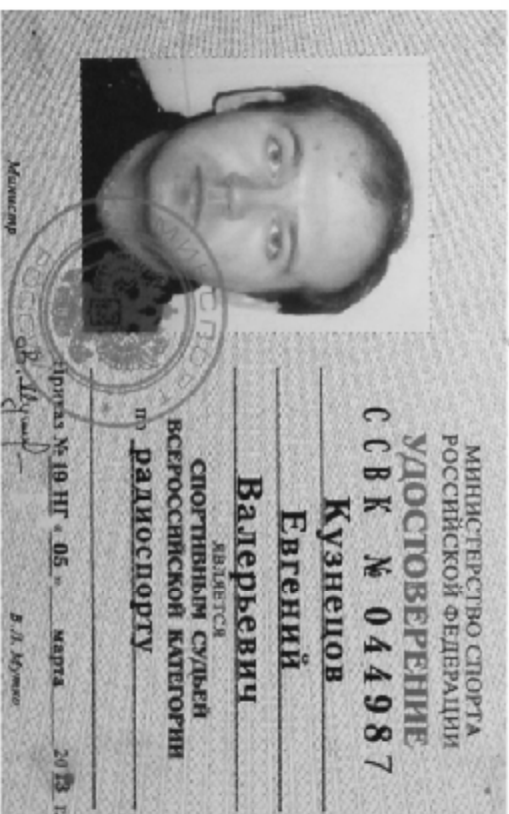 МИНИСТЕРСТВО СПОРТА
РОССИЙСКОЙ ФЕДЕРАЦИИ
УДОСТОВЕРЕНИЕ
ССВК № 044987
Кузнецов
Евгений
Валерьевич
ЯВЛЯЕТСЯ
СПОРТИВНЫМ СУДЬЕЙ
ВСЕРОССИЙСКОЙ КАТЕГОРИИ
по радиоспорту
Приказ № 19 НГ « 05 » марта 2013 г.
Министр В.Л. Мутко
МИНСПОРТ